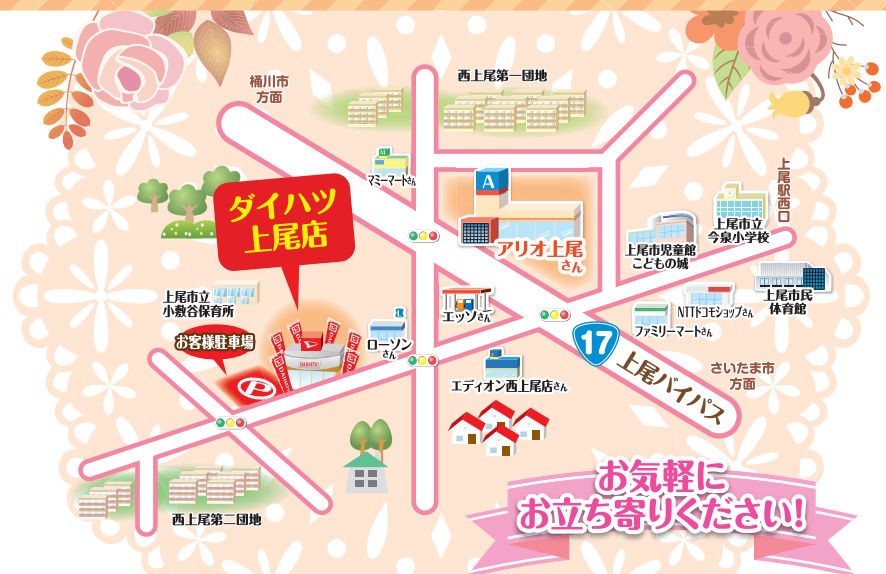 桶川市
方面
西上尾第一団地
マミーマートさん
上尾駅西口
ダイハツ
上尾店
A
アリオ上尾
さん
上尾市児童館
こどもの城
上尾市立
今泉小学校
上尾市立
小敷谷保育所
エッソさん
NTTドコモショップさん
上尾市民
体育館
お客様駐車場
ローソン
さん
ファミリーマートさん
DAIHATSU
17
P
エディオン西上尾店さん
上尾バイパス
さいたま市
方面
西上尾第二団地
お気軽に
お立ち寄りください!